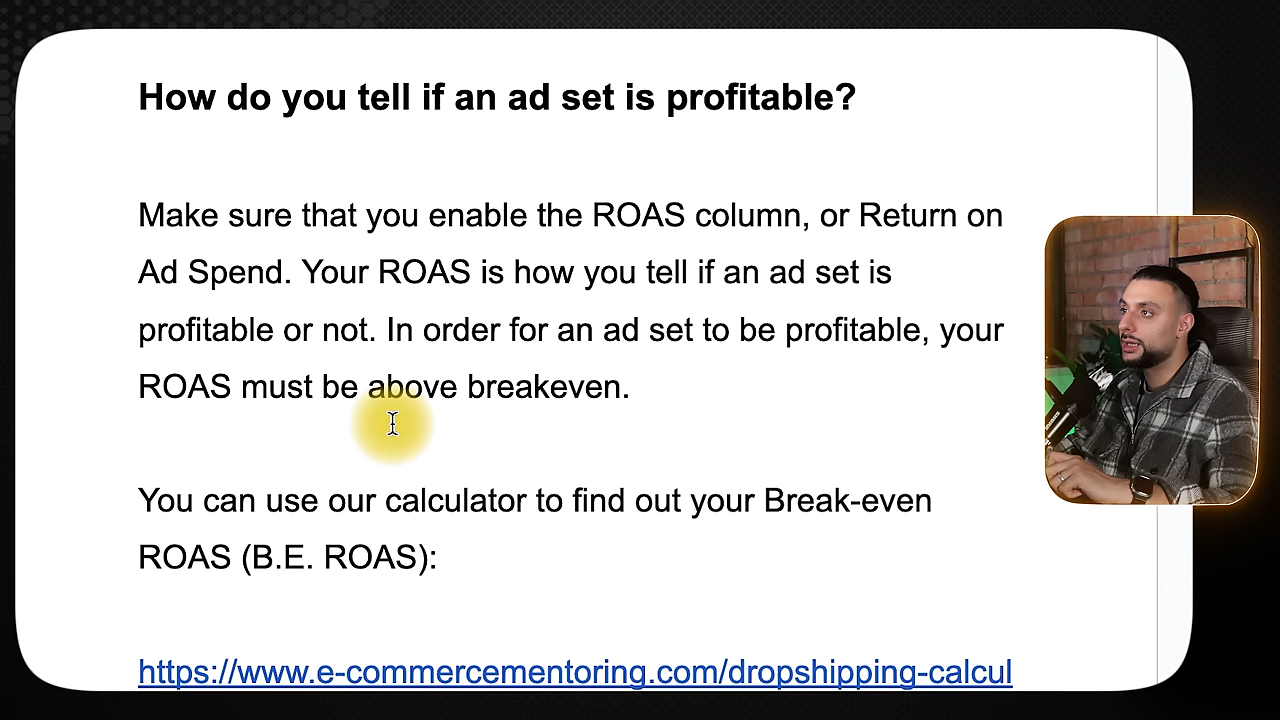 How do you tell if an ad set is profitable?
Make sure that you enable the ROAS column, or Return on
Ad Spend. Your ROAS is how you tell if an ad set is
profitable or not. In order for an ad set to be profitable, your
ROAS must be above breakeven.
You can use our calculator to find out your Break-even
ROAS (B.E. ROAS):
https://www.e-commercementoring.com/dropshipping-calcul